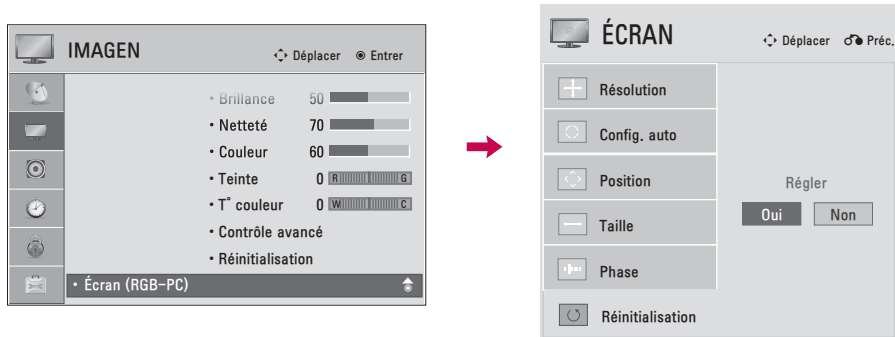 IMAGEN
Déplacer Entrer
• Brillance 50
• Netteté 70
• Couleur 60
• Teinte 0 R G
• T° couleur 0 W C
• Contrôle avancé
• Réinitialisation
• Écran (RGB-PC)
ÉCRAN
Déplacer Préc.
Résolution
Config. auto
Position
Taille
Phase
Réinitialisation
Régler
Oui Non